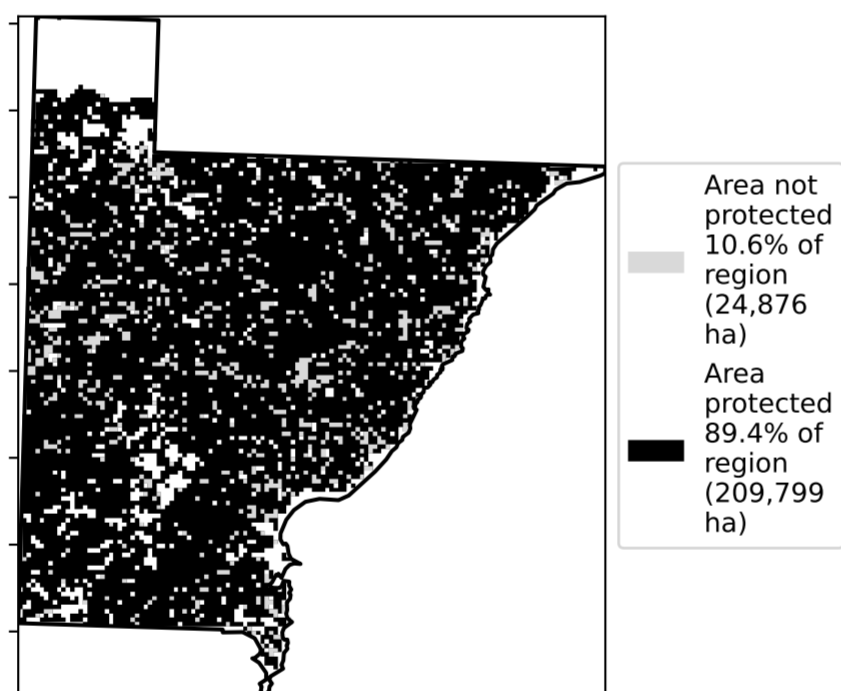 Area not
protected
10.6% of
region
(24,876
ha)
Area
protected
89.4% of
region
(209,799
ha)